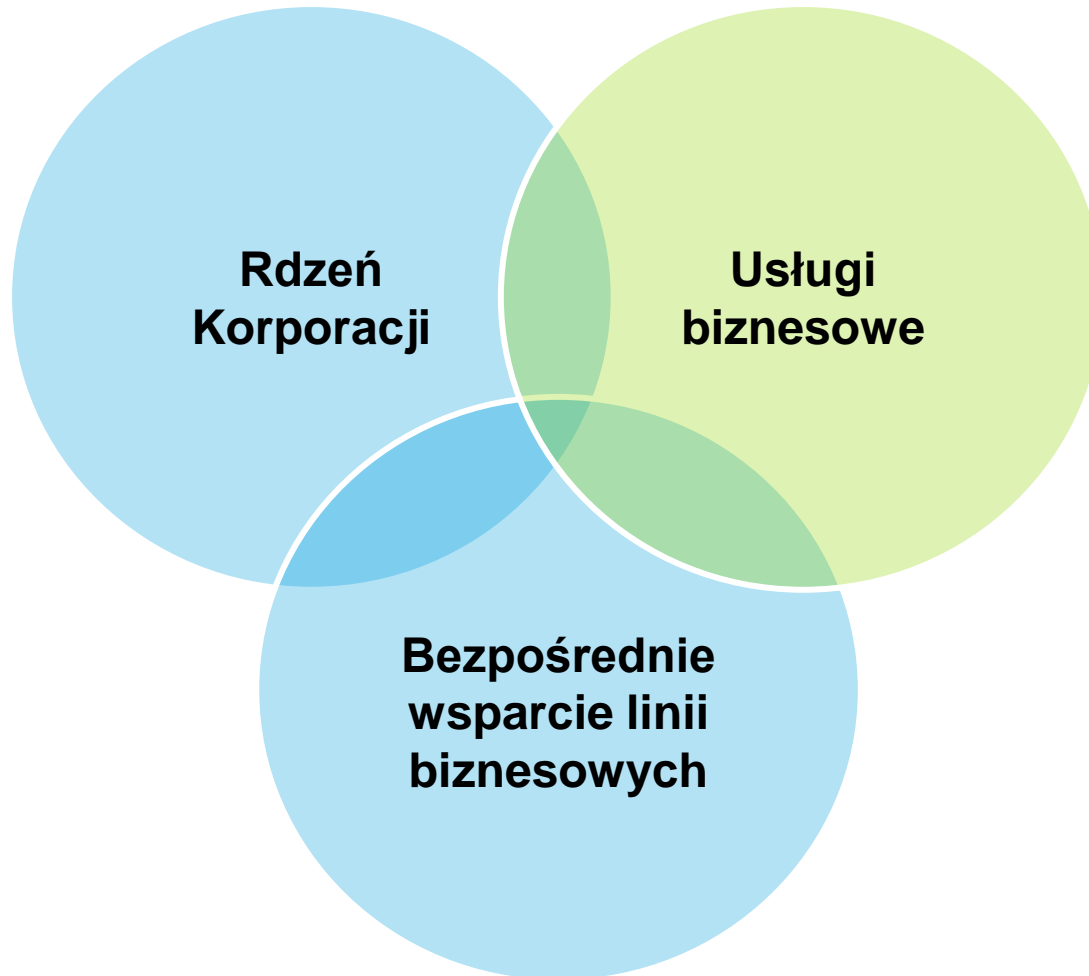 Rdzeń
Korporacji
Usługi
biznesowe
Bezpośrednie
wsparcie linii
biznesowych